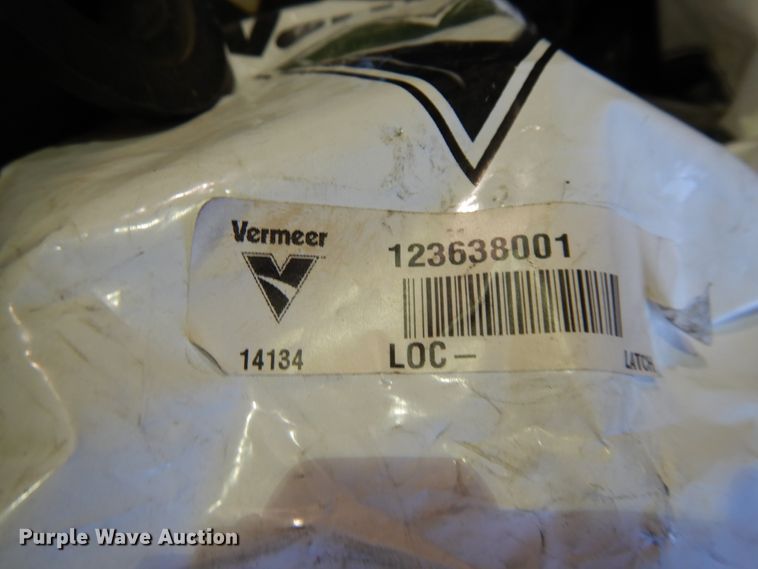 Vermeer
123638001
14134
LOC-
LATCH
Purple Wave Auction